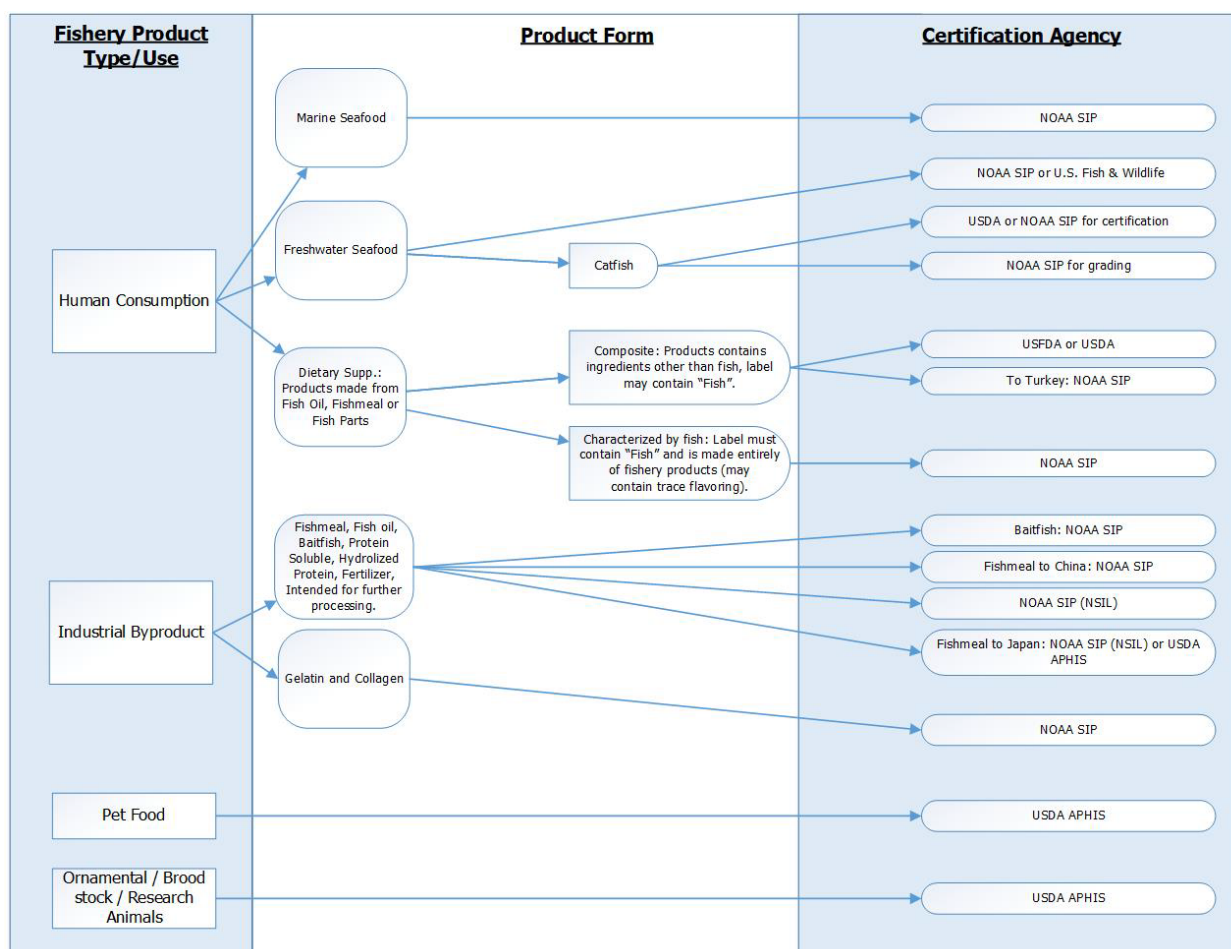 Fishery Product
Type/Use
Product Form
Certification Agency
Human Consumption
Marine Seafood
NOAA SIP
Freshwater Seafood
NOAA SIP or U.S. Fish & Wildlife
Catfish
USDA or NOAA SIP for certification
NOAA SIP for grading
Dietary Supp.:
Products made from
Fish Oil, Fishmeal or
Fish Parts
Composite: Products contains
ingredients other than fish, label
may contain “Fish”.
USFDA or USDA
To Turkey: NOAA SIP
Characterized by fish: Label must
contain “Fish” and is made entirely
of fishery products (may
contain trace flavoring).
NOAA SIP
Industrial Byproduct
Fishmeal, Fish oil,
Baitfish, Protein
Soluble, Hydrolized
Protein, Fertilizer,
Intended for further
processing.
Baitfish: NOAA SIP
Fishmeal to China: NOAA SIP
NOAA SIP (NSIL)
Fishmeal to Japan: NOAA SIP (NSIL) or USDA
APHIS
Gelatin and Collagen
NOAA SIP
Pet Food
USDA APHIS
Ornamental / Brood
stock / Research
Animals
USDA APHIS